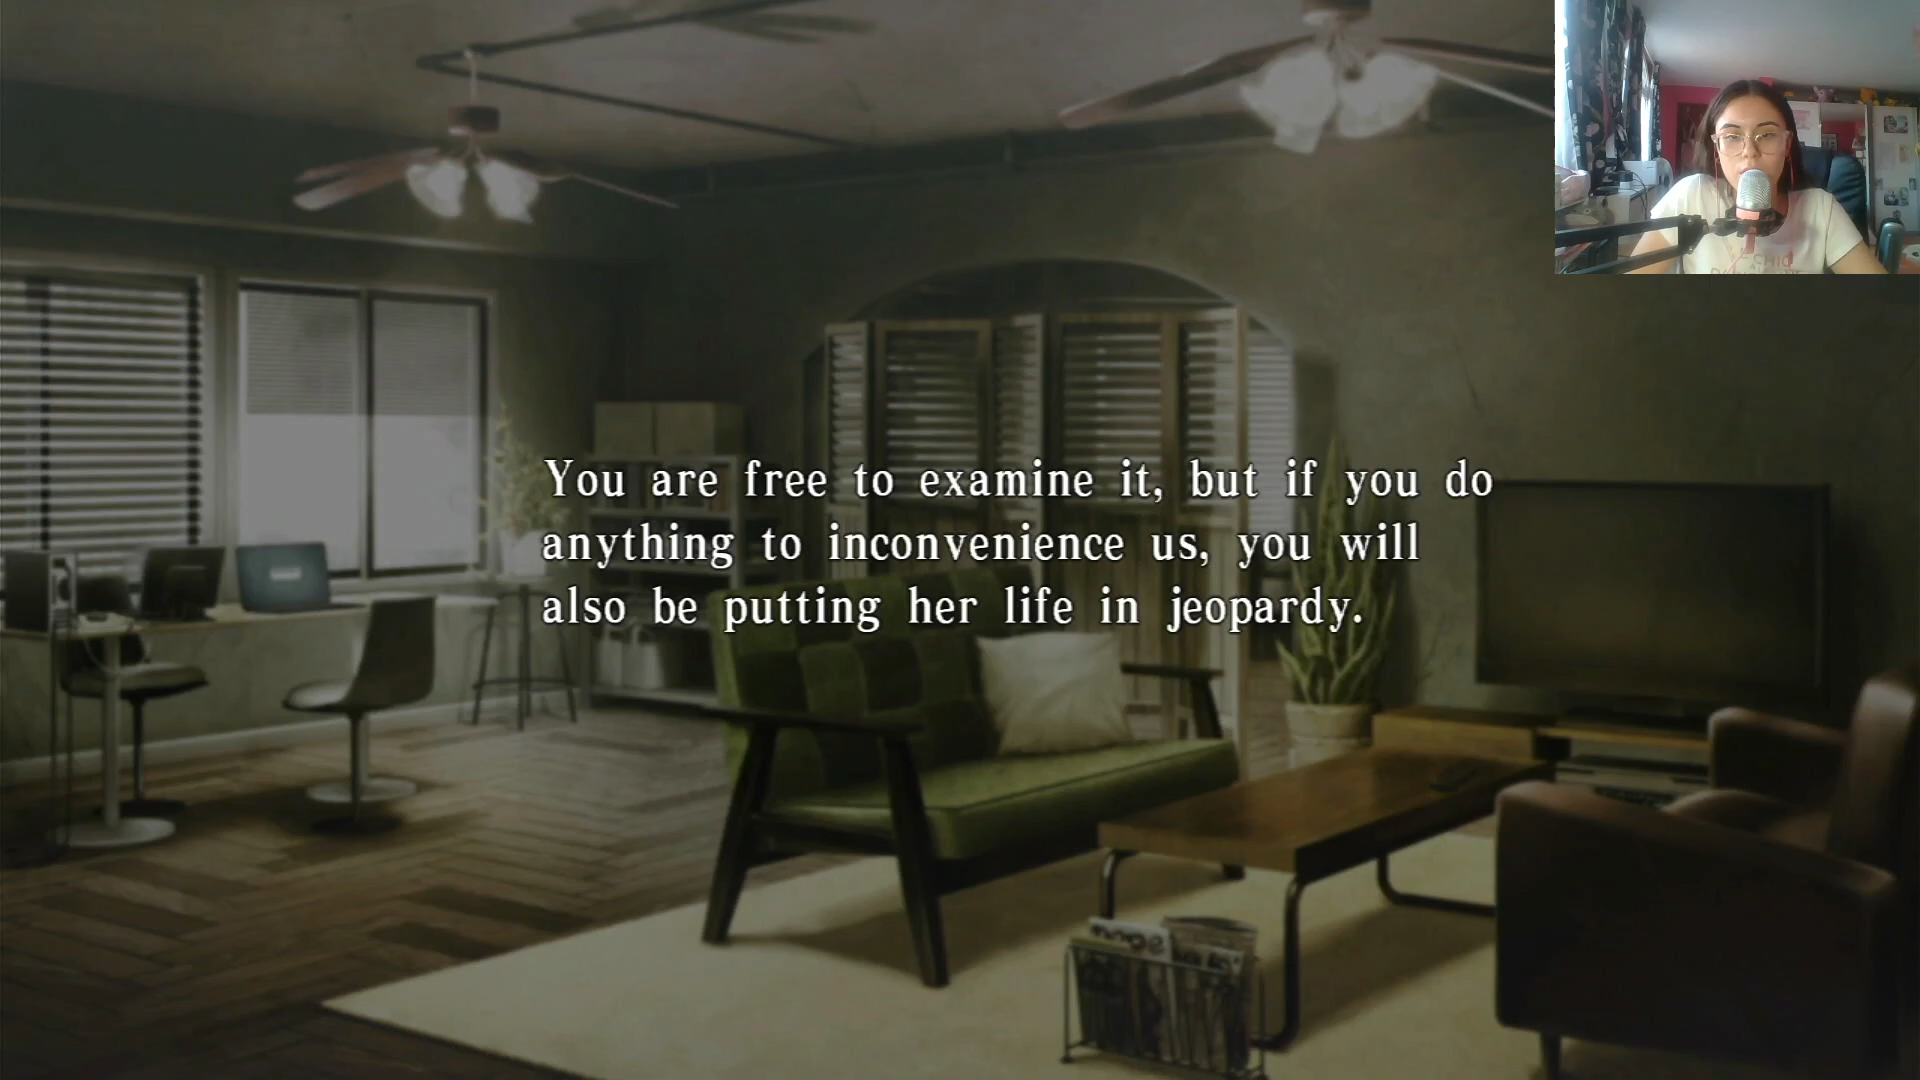 You are free to examine it, but if you do
anything to inconvenience us, you will
also be putting her life in jeopardy.